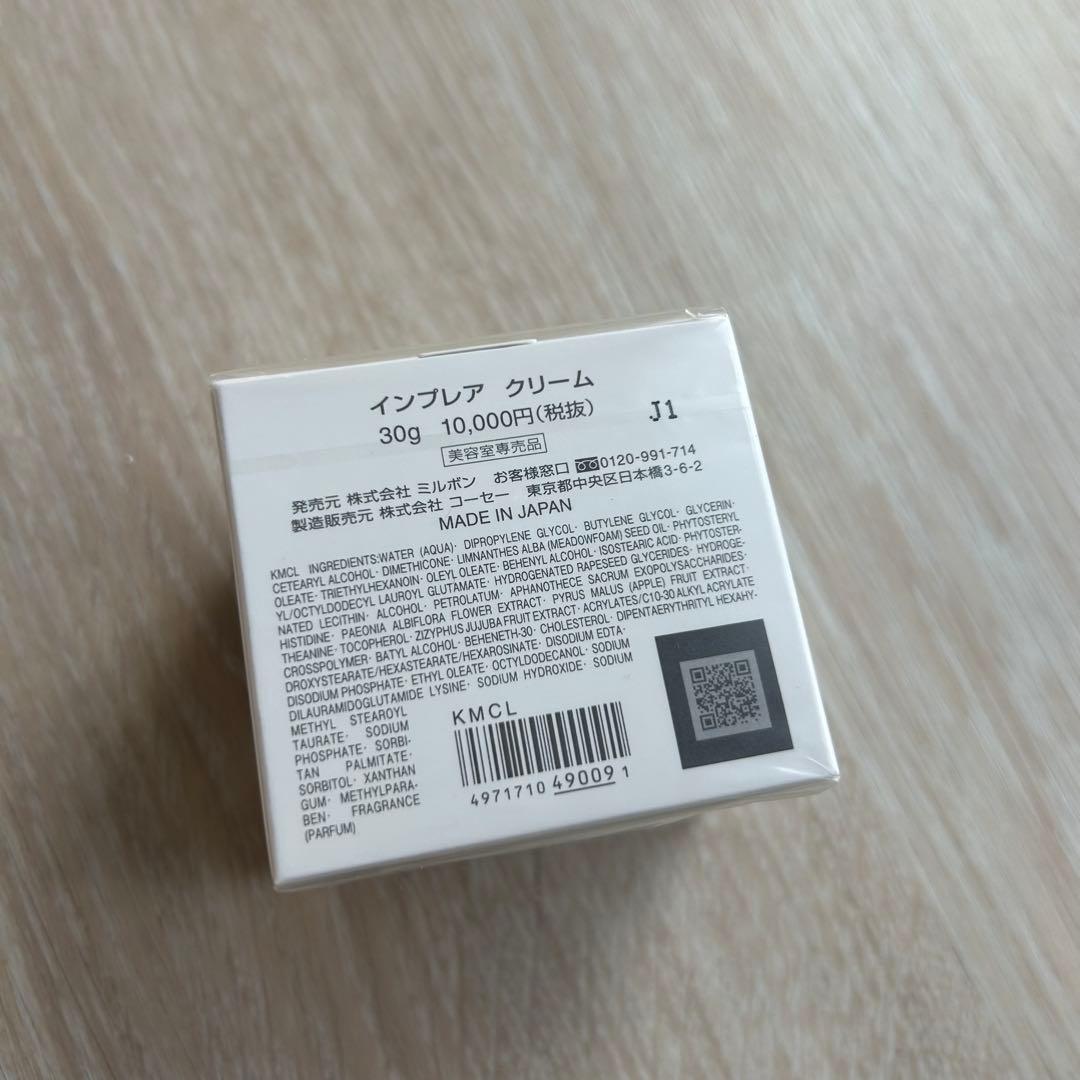 インプレア クリーム
30g 10,000円(税抜) J1
美容室専売品
発売元 株式会社 ミルボン お客様窓口 0120-991-714
製造販売元 株式会社 コーセー 東京都中央区日本橋3-6-2
MADE IN JAPAN
KMCL INGREDIENTS:WATER (AQUA)· DIPROPYLENE GLYCOL· BUTYLENE GLYCOL· GLYCERIN·
CETEARYL ALCOHOL· DIMETHICONE· LIMNANTHES ALBA (MEADOWFOAM) SEED OIL· PHYTOSTERYL
OLEATE· TRIETHYLHEXANOIN· OLEYL OLEATE· BEHENYL ALCOHOL· ISOSTEARIC ACID· PHYTOSTER-
YL/OCTYLDODECYL LAUROYL GLUTAMATE· HYDROGENATED RAPESEED GLYCERIDES· HYDROGE-
NATED LECITHIN· ALCOHOL· PETROLATUM· APHANOTHECE SACRUM EXOPOLYSACCHARIDES·
HISTIDINE· PAEONIA ALBIFLORA FLOWER EXTRACT· PYRUS MALUS (APPLE) FRUIT EXTRACT·
THEANINE· TOCOPHEROL· ZIZYPHUS JUJUBA FRUIT EXTRACT· ACRYLATES/C10-30 ALKYL ACRYLATE
CROSSPOLYMER· BATYL ALCOHOL· BEHENETH-30· CHOLESTEROL· DIPENTAERYTHRITYL HEXAHY-
DROXYSTEARATE/HEXASTEARATE/HEXAROSINATE· DISODIUM EDTA·
DISODIUM PHOSPHATE· ETHYL OLEATE· OCTYLDODECANOL· SODIUM
DILAURAMIDOGLUTAMIDE LYSINE· SODIUM HYDROXIDE· SODIUM
METHYL STEAROYL
TAURATE· SODIUM
PHOSPHATE· SORBI-
TAN PALMITATE·
SORBITOL· XANTHAN
GUM· METHYLPARA-
BEN· FRAGRANCE
(PARFUM)
KMCL
4971710 49009 1